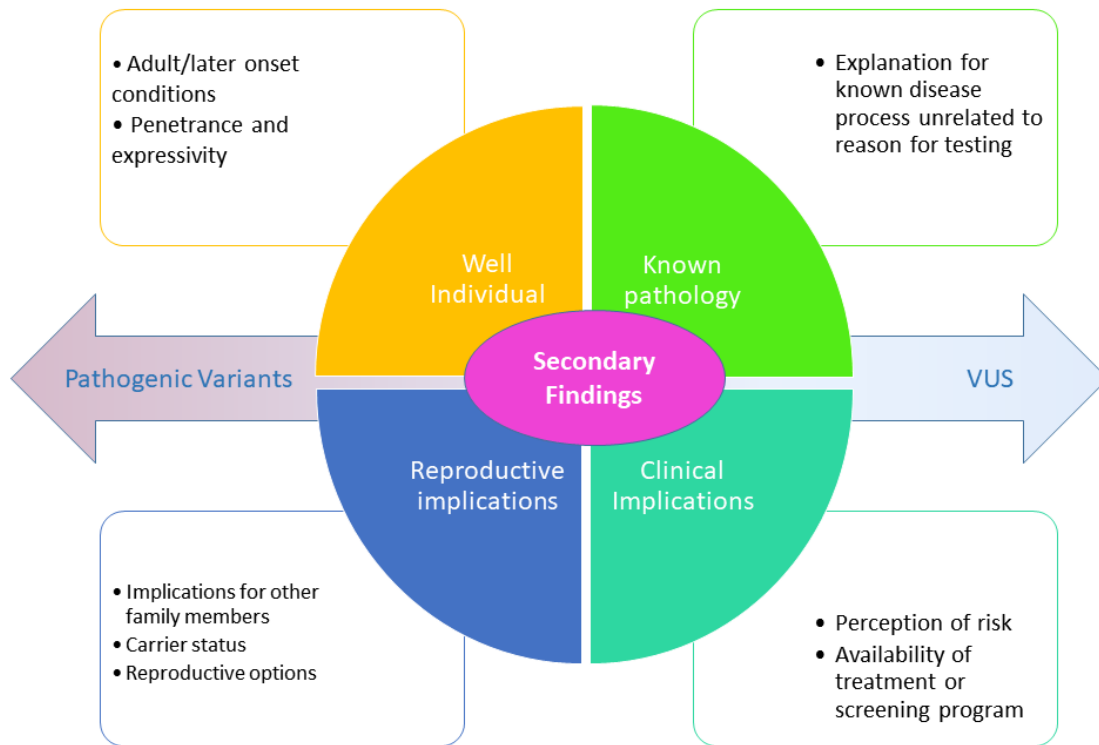 • Adult/later onset
conditions
• Penetrance and
expressivity
• Explanation for
known disease
process unrelated to
reason for testing
Well
Individual
Known
pathology
Pathogenic Variants
Secondary
Findings
VUS
Reproductive
implications
Clinical
Implications
• Implications for other
family members
• Carrier status
• Reproductive options
• Perception of risk
• Availability of
treatment or
screening program